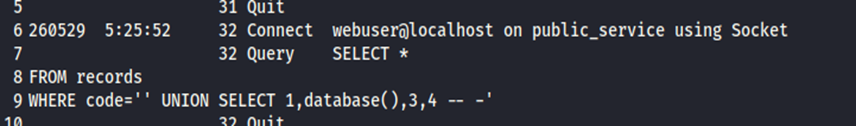 5 31 Quit
6 260529 5:25:52 32 Connect webuser@localhost on public_service using Socket
7 32 Query SELECT *
8 FROM records
9 WHERE code='' UNION SELECT 1,database(),3,4 -- -'
10 32 Quit